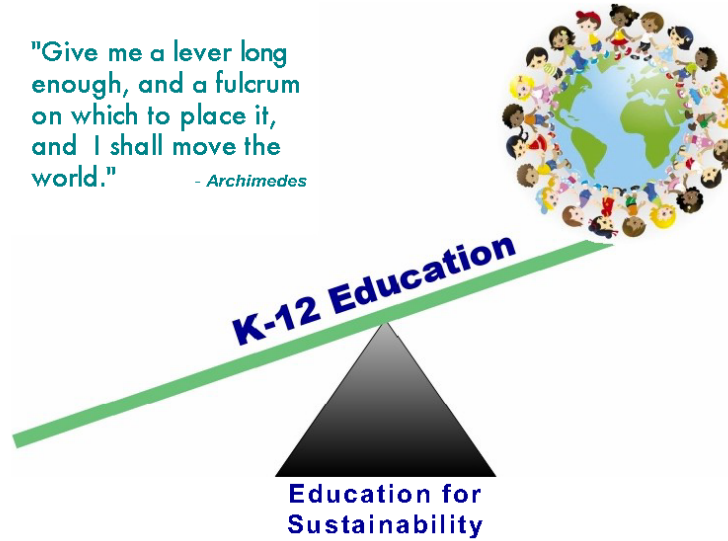 "Give me a lever long
enough, and a fulcrum
on which to place it,
and I shall move the
world." - Archimedes
K-12 Education
Education for
Sustainability